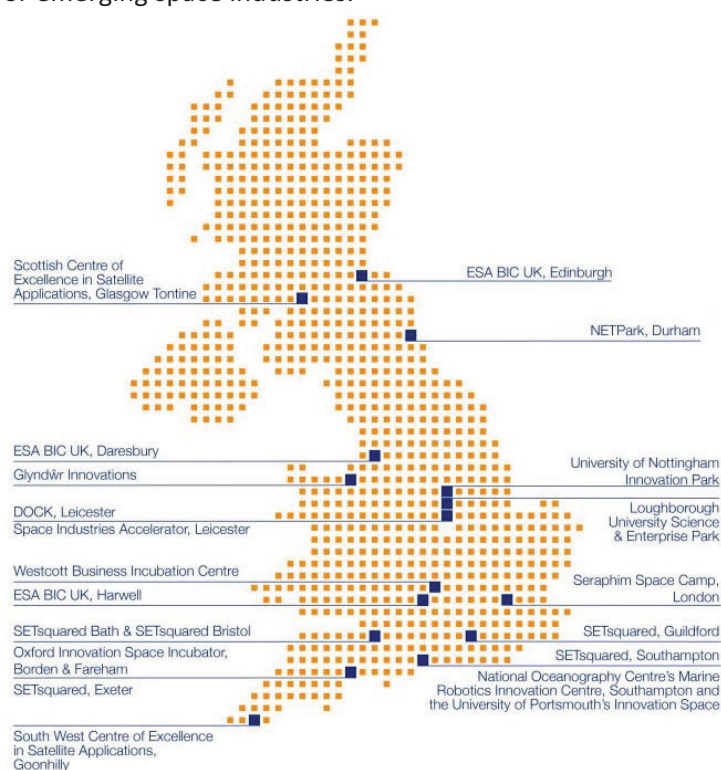 of emerging space industries.
Scottish Centre of
Excellence in Satellite
Applications, Glasgow Tontine
ESA BIC UK, Edinburgh
NETPark, Durham
ESA BIC UK, Daresbury
Glyndŵr Innovations
University of Nottingham
Innovation Park
DOCK, Leicester
Space Industries Accelerator, Leicester
Loughborough
University Science
& Enterprise Park
Westcott Business Incubation Centre
ESA BIC UK, Harwell
Seraphim Space Camp,
London
SETsquared Bath & SETsquared Bristol
SETsquared, Guildford
Oxford Innovation Space Incubator,
Borden & Fareham
SETsquared, Exeter
SETsquared, Southampton
National Oceanography Centre's Marine
Robotics Innovation Centre, Southampton and
the University of Portsmouth's Innovation Space
South West Centre of Excellence
in Satellite Applications,
Goonhilly